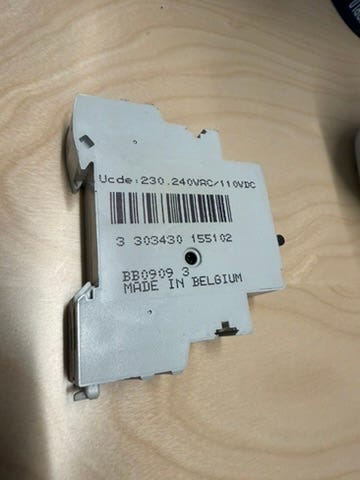 Ucde:230.240VAC/110VDC
3 303430 155102
BB0909 3
MADE IN BELGIUM